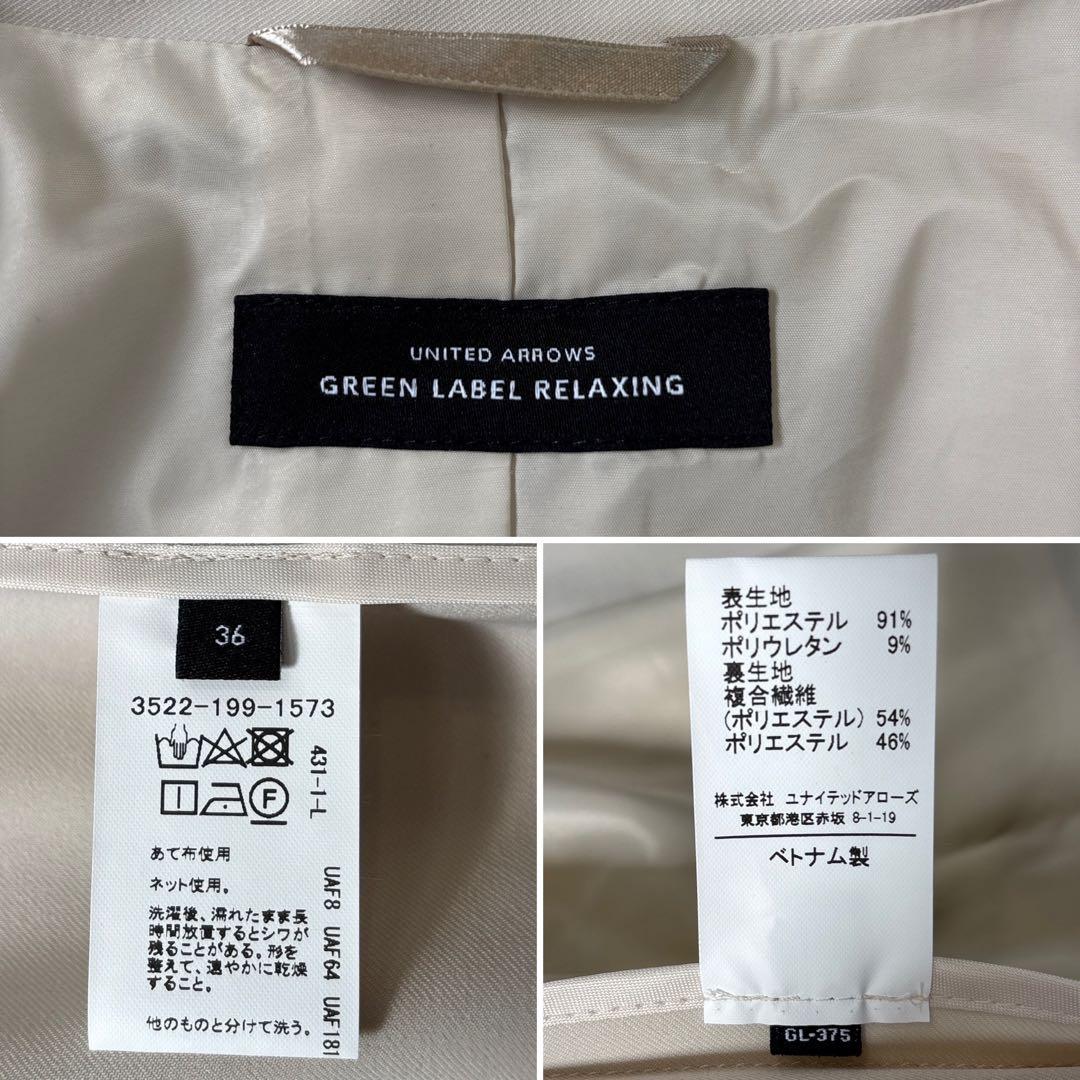 UNITED ARROWS
GREEN LABEL RELAXING
36
3522-199-1573
431-1-L
F
あて布使用
ネット使用。
洗濯後、濡れたまま長
時間放置するとシワが
残ることがある。形を
整えて、速やかに乾燥
すること。
他のものと分けて洗う。
UAF8 UAF64 UAF181
表生地
ポリエステル 91%
ポリウレタン 9%
裏生地
複合繊維
(ポリエステル) 54%
ポリエステル 46%
株式会社 ユナイテッドアローズ
東京都港区赤坂 8-1-19
ベトナム製
GL-375